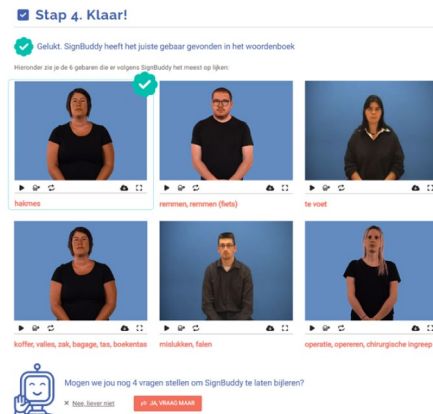 Stap 4. Klaar!
Gelukt. SignBuddy heeft het juiste gebaar gevonden in het woordenboek
Hieronder zie je de 6 gebaren die er volgens SignBuddy het meest op lijken:
hakmes
remmen, remmen (fiets)
te voet
koffer, valies, zak, bagage, tas, boekentas
mislukken, falen
operatie, opereren, chirurgische ingreep
Mogen we jou nog 4 vragen stellen om SignBuddy te laten bijleren?
Nee, liever niet
JA, VRAAG MAAR